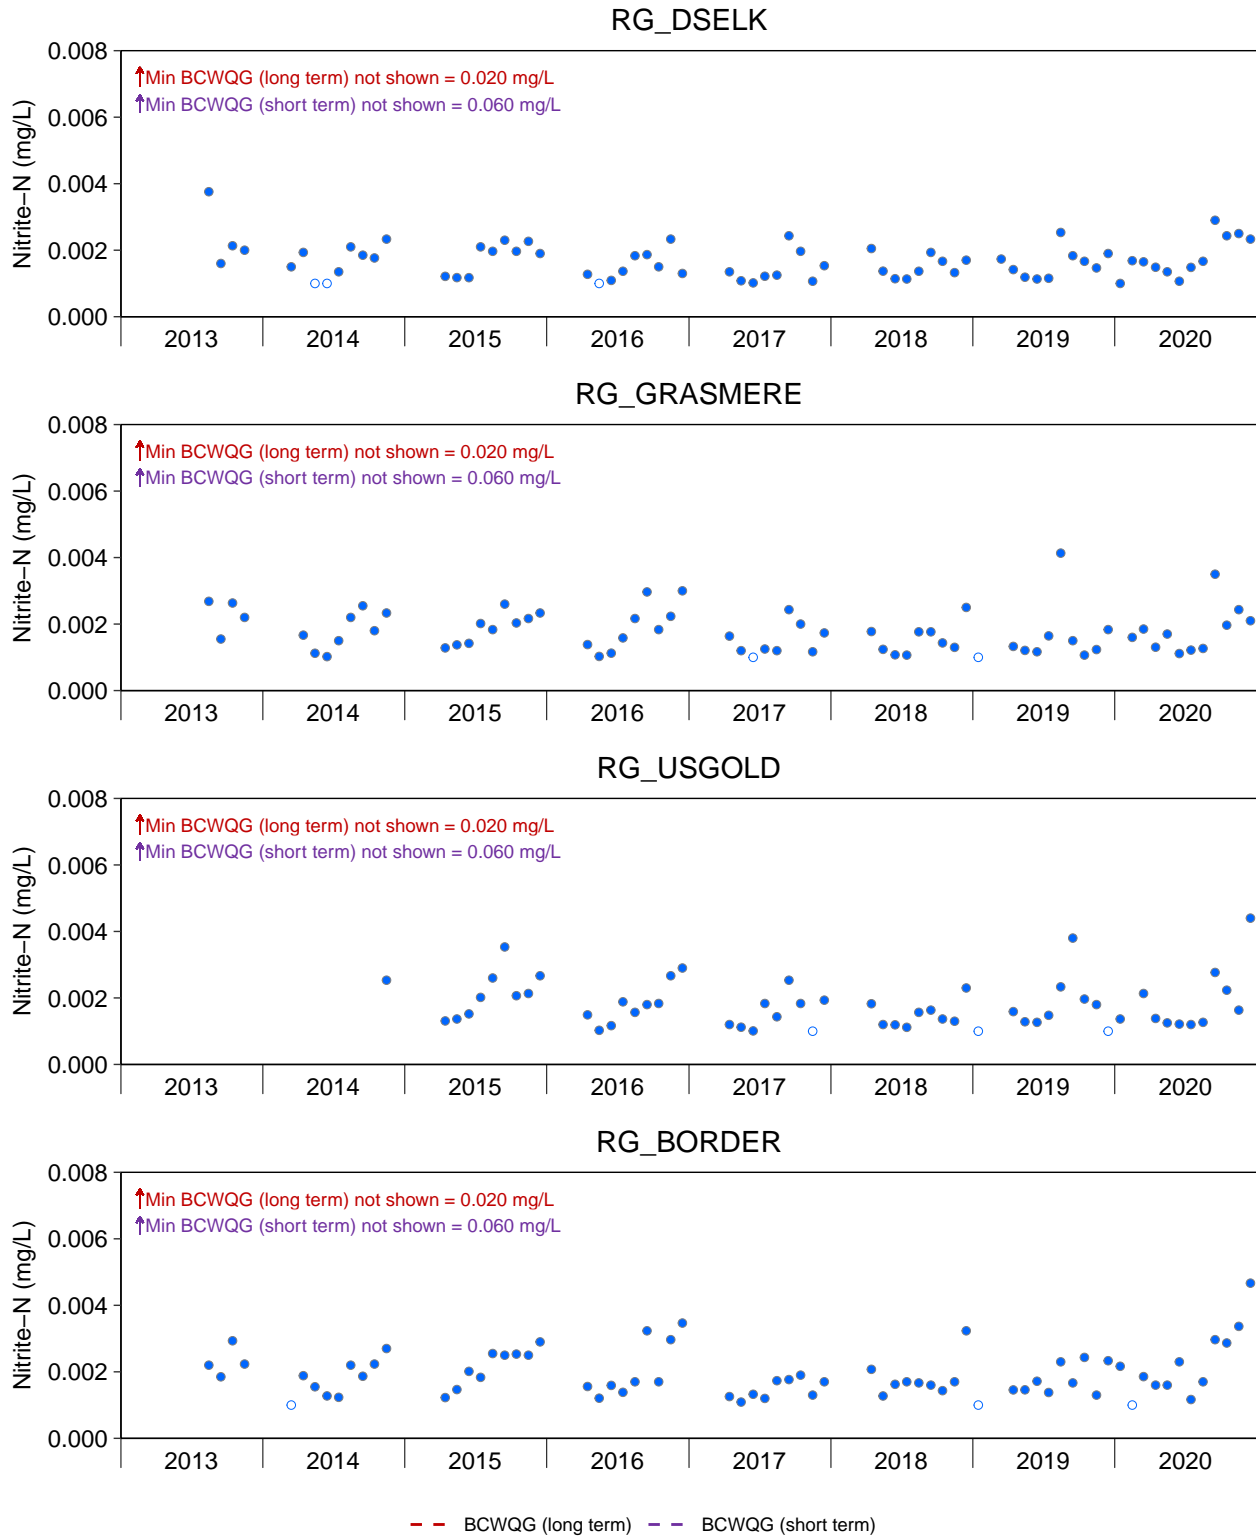 RG_DSELK
0.008
0.006
0.004
0.002
0.000
Nitrite–N (mg/L)
Min BCWQG (long term) not shown = 0.020 mg/L
Min BCWQG (short term) not shown = 0.060 mg/L
2013 2014 2015 2016 2017 2018 2019 2020
RG_GRASMERE
0.008
0.006
0.004
0.002
0.000
Nitrite–N (mg/L)
Min BCWQG (long term) not shown = 0.020 mg/L
Min BCWQG (short term) not shown = 0.060 mg/L
2013 2014 2015 2016 2017 2018 2019 2020
RG_USGOLD
0.008
0.006
0.004
0.002
0.000
Nitrite–N (mg/L)
Min BCWQG (long term) not shown = 0.020 mg/L
Min BCWQG (short term) not shown = 0.060 mg/L
2013 2014 2015 2016 2017 2018 2019 2020
RG_BORDER
0.008
0.006
0.004
0.002
0.000
Nitrite–N (mg/L)
Min BCWQG (long term) not shown = 0.020 mg/L
Min BCWQG (short term) not shown = 0.060 mg/L
2013 2014 2015 2016 2017 2018 2019 2020
BCWQG (long term) BCWQG (short term)